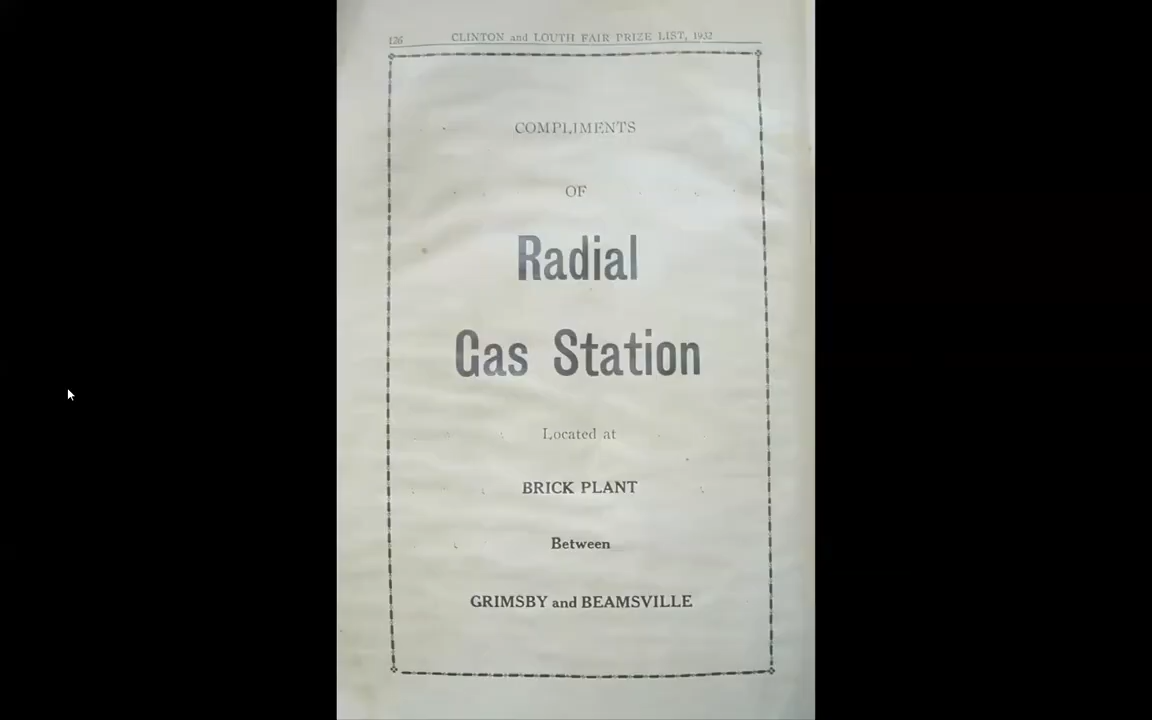 126 CLINTON and LOUTH FAIR PRIZE LIST, 1932
COMPLIMENTS
OF
Radial
Gas Station
Located at
BRICK PLANT
Between
GRIMSBY and BEAMSVILLE